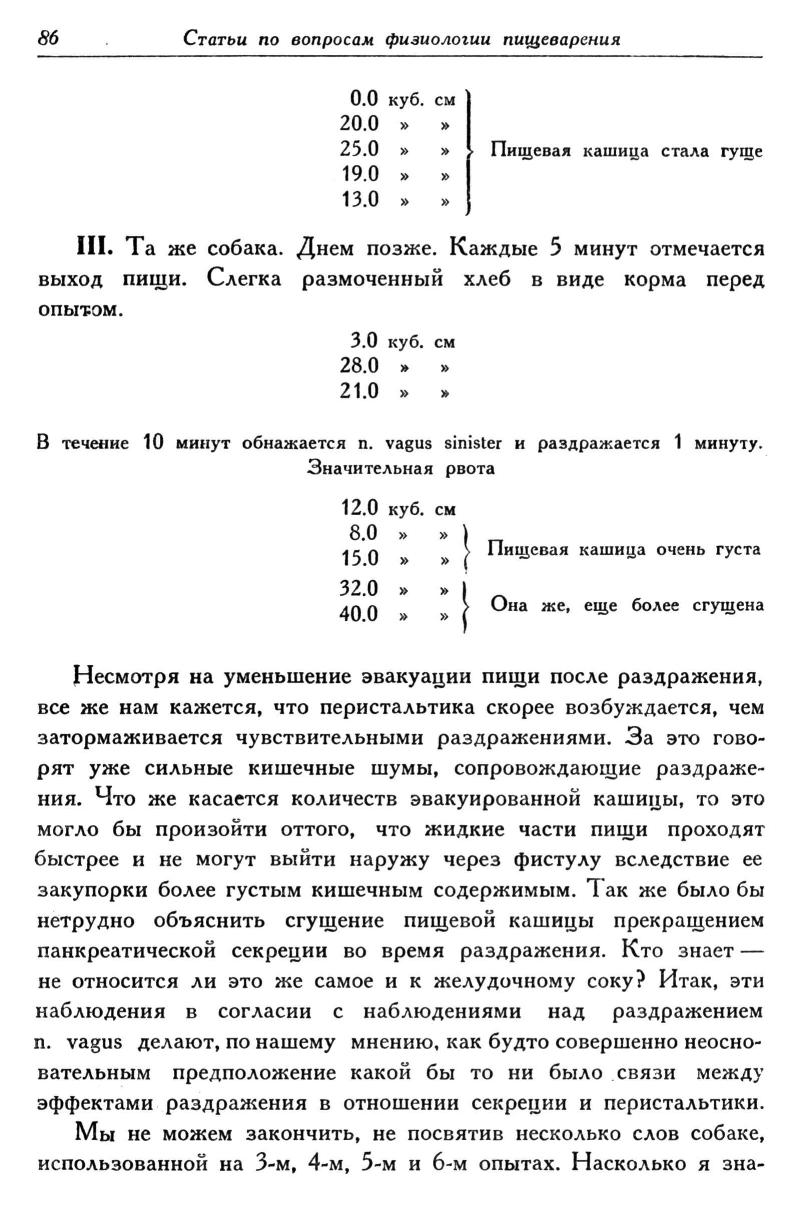 86 Статьи по вопросам физиологии пищеварения
0.0 куб. см
20.0 » »
25.0 » » Пищевая кашица стала гуще
19.0 » »
13.0 » »
III. Та же собака. Днем позже. Каждые 5 минут отмечается
выход пищи. Слегка размоченный хлеб в виде корма перед
опытом.
3.0 куб. см
28.0 » »
21.0 » »
В течение 10 минут обнажается n. vagus sinister и раздражается 1 минуту.
Значительная рвота
12.0 куб. см
8.0 » »
Пищевая кашица очень густа
15.0 » »
32.0 » »
Она же, еще более сгущена
40.0 » »
Несмотря на уменьшение эвакуации пищи после раздражения,
все же нам кажется, что перистальтика скорее возбуждается, чем
затормаживается чувствительными раздражениями. За это гово-
рят уже сильные кишечные шумы, сопровождающие раздраже-
ния. Что же касается количеств эвакуированной кашицы, то это
могло бы произойти оттого, что жидкие части пищи проходят
быстрее и не могут выйти наружу через фистулу вследствие ее
закупорки более густым кишечным содержимым. Так же было бы
нетрудно объяснить сгущение пищевой кашицы прекращением
панкреатической секреции во время раздражения. Кто знает —
не относится ли это же самое и к желудочному соку? Итак, эти
наблюдения в согласии с наблюдениями над раздражением
n. vagus делают, по нашему мнению, как будто совершенно неосно-
вательным предположение какой бы то ни было связи между
эффектами раздражения в отношении секреции и перистальтики.
Мы не можем закончить, не посвятив несколько слов собаке,
использованной на 3-м, 4-м, 5-м и 6-м опытах. Насколько я зна-